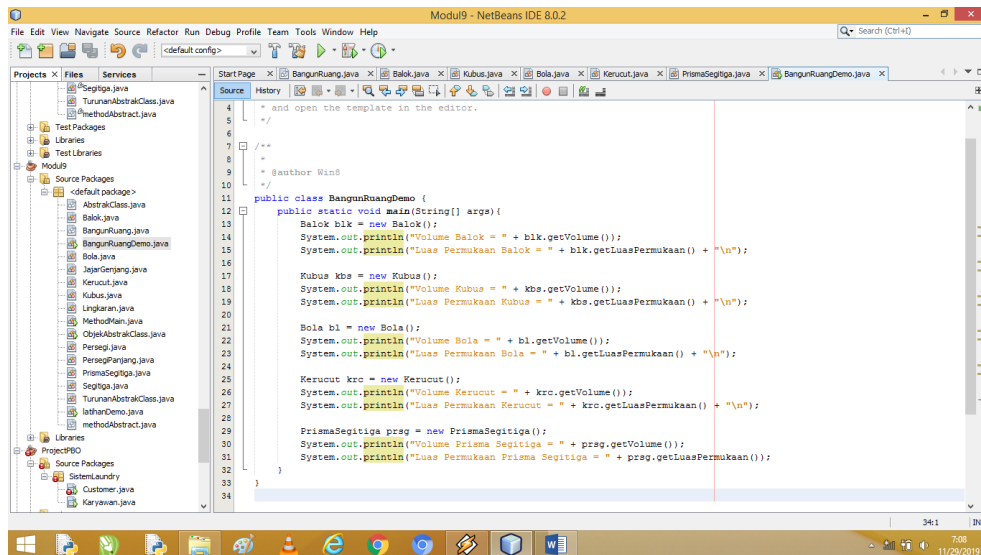 Modul9 - NetBeans IDE 8.0.2
File Edit View Navigate Source Refactor Run Debug Profile Team Tools Window Help
Search (Ctrl+I)
<default config>
Projects Files Services
Segitiga.java
TurunanAbstrakClass.java
methodAbstract.java
Test Packages
Libraries
Test Libraries
Modul9
Source Packages
<default package>
AbstrakClass.java
Balok.java
BangunRuang.java
BangunRuangDemo.java
Bola.java
JajarGenjang.java
Kerucut.java
Kubus.java
Lingkaran.java
MethodMain.java
ObjekAbstrakClass.java
Persegi.java
PersegiPanjang.java
PrismaSegitiga.java
Segitiga.java
TurunanAbstrakClass.java
latihanDemo.java
methodAbstract.java
Libraries
ProjectPBO
Source Packages
SistemLaundry
Customer.java
Karyawan.java
Start Page BangunRuang.java Balok.java Kubus.java Bola.java Kerucut.java PrismaSegitiga.java BangunRuangDemo.java
Source History
4 * and open the template in the editor.
5 */
6
7 /**
8 *
9 * @author Win8
10 */
11 public class BangunRuangDemo {
12 public static void main(String[] args){
13 Balok blk = new Balok();
14 System.out.println("Volume Balok = " + blk.getVolume());
15 System.out.println("Luas Permukaan Balok = " + blk.getLuasPermukaan() + "\n");
16
17 Kubus kbs = new Kubus();
18 System.out.println("Volume Kubus = " + kbs.getVolume());
19 System.out.println("Luas Permukaan Kubus = " + kbs.getLuasPermukaan() + "\n");
20
21 Bola bl = new Bola();
22 System.out.println("Volume Bola = " + bl.getVolume());
23 System.out.println("Luas Permukaan Bola = " + bl.getLuasPermukaan() + "\n");
24
25 Kerucut krc = new Kerucut();
26 System.out.println("Volume Kerucut = " + krc.getVolume());
27 System.out.println("Luas Permukaan Kerucut = " + krc.getLuasPermukaan() + "\n");
28
29 PrismaSegitiga prsg = new PrismaSegitiga();
30 System.out.println("Volume Prisma Segitiga = " + prsg.getVolume());
31 System.out.println("Luas Permukaan Prisma Segitiga = " + prsg.getLuasPermukaan());
32 }
33 }
34
34:1 IN
7:08
11/29/2019